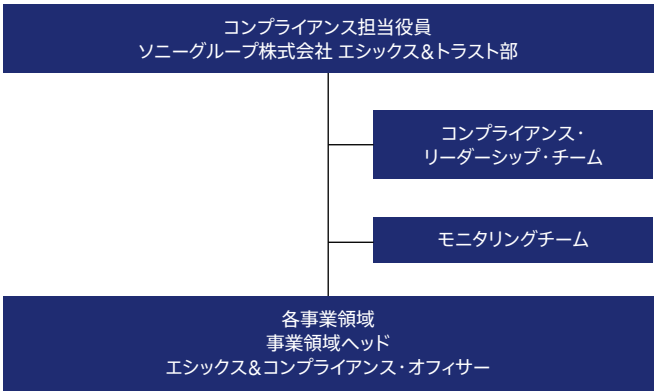 コンプライアンス担当役員
ソニーグループ株式会社 エシックス&トラスト部
コンプライアンス・
リーダーシップ・チーム
モニタリングチーム
各事業領域
事業領域ヘッド
エシックス&コンプライアンス・オフィサー